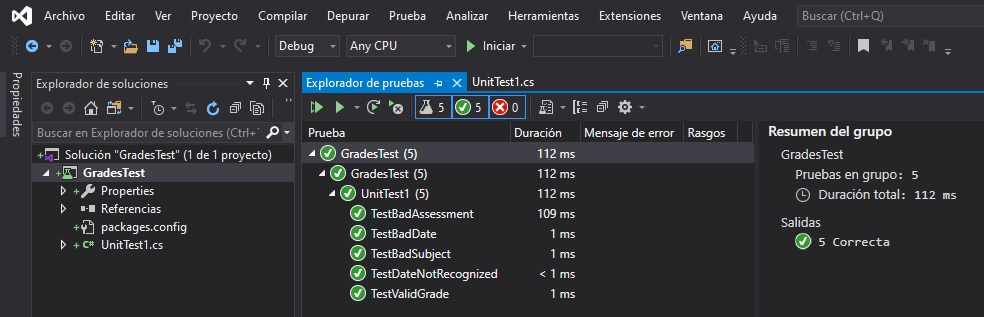 Archivo Editar Ver Proyecto Compilar Depurar Prueba Analizar Herramientas Extensiones Ventana Ayuda Buscar (Ctrl+Q)
Debug Any CPU Iniciar
Propiedades
Explorador de soluciones
Buscar en Explorador de soluciones (Ctrl+
Solución "GradesTest" (1 de 1 proyecto)
GradesTest
Properties
Referencias
packages.config
C# UnitTest1.cs
Explorador de pruebas UnitTest1.cs
5 5 0
Prueba Duración Mensaje de error Rasgos
GradesTest (5) 112 ms
GradesTest (5) 112 ms
UnitTest1 (5) 112 ms
TestBadAssessment 109 ms
TestBadDate 1 ms
TestBadSubject 1 ms
TestDateNotRecognized < 1 ms
TestValidGrade 1 ms
Resumen del grupo
GradesTest
Pruebas en grupo: 5
Duración total: 112 ms
Salidas
5 Correcta